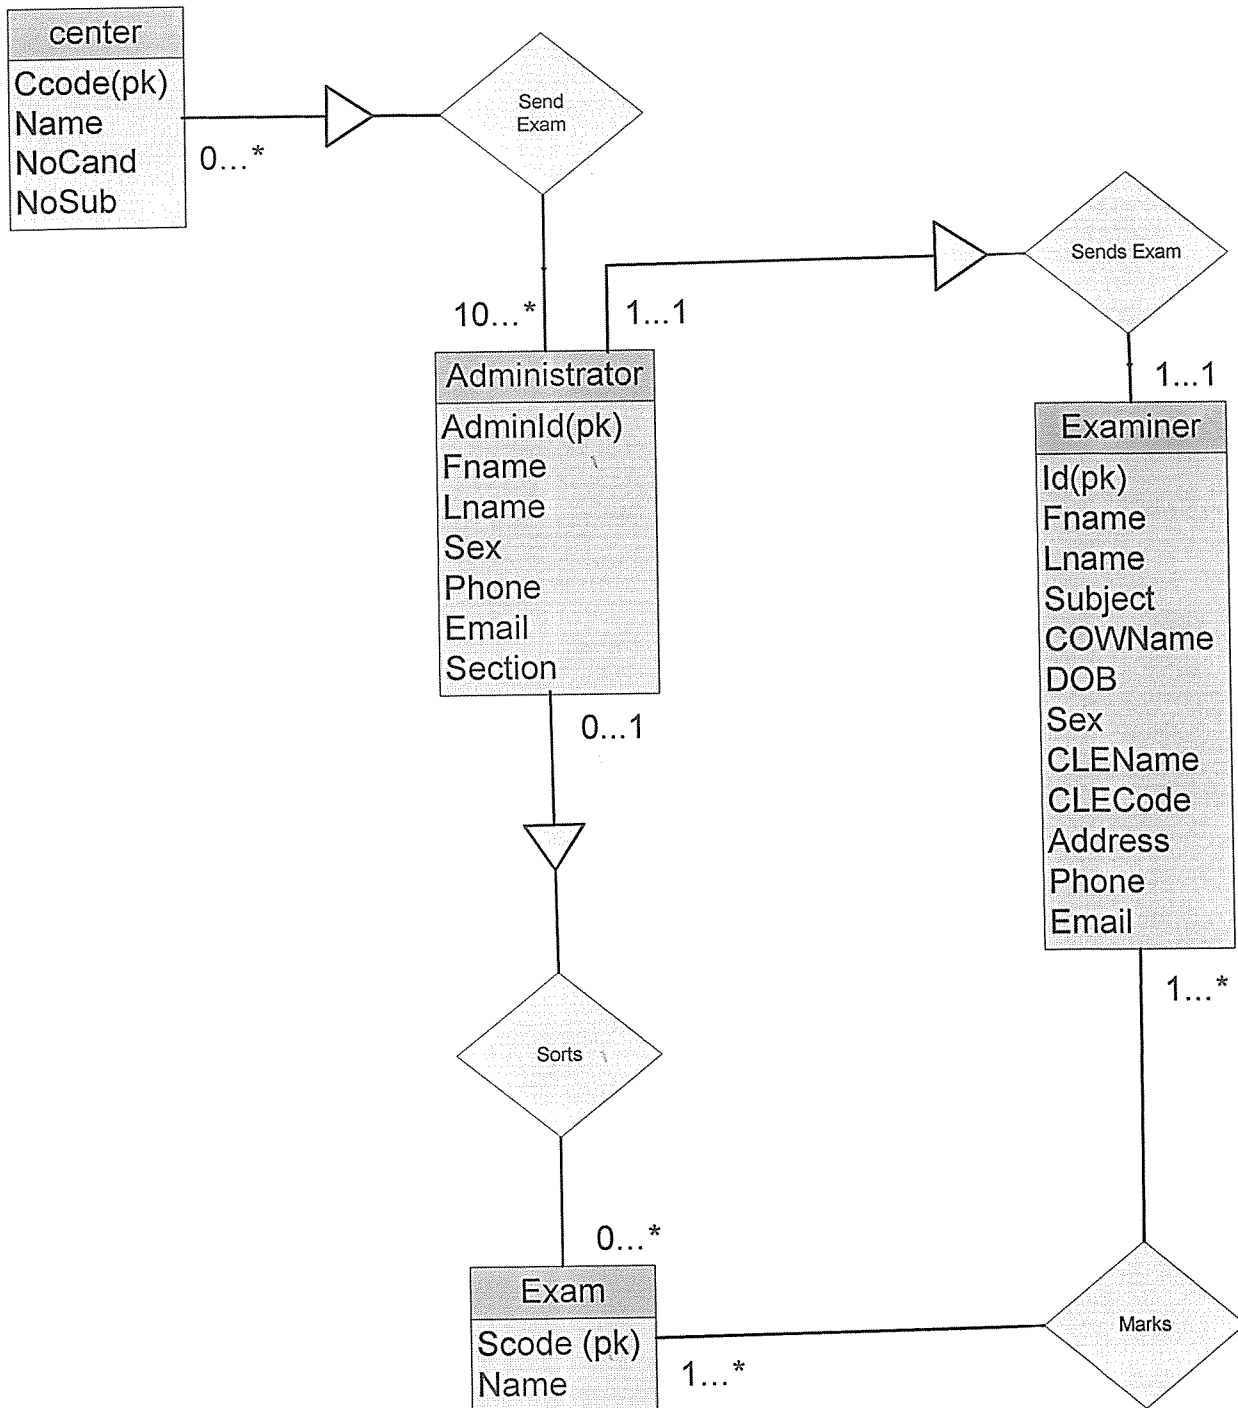 center
Ccode(pk)
Name
NoCand
NoSub
0...*
Send
Exam
10...*
1...1
Sends Exam
1...1
Administrator
AdminId(pk)
Fname
Lname
Sex
Phone
Email
Section
0...1
Examiner
Id(pk)
Fname
Lname
Subject
COWName
DOB
Sex
CLEName
CLECode
Address
Phone
Email
1...*
Sorts
0...*
Exam
Scode (pk)
Name
1...*
Marks